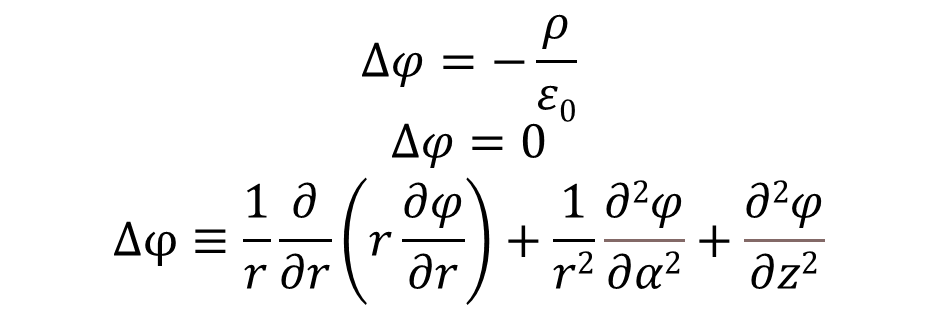 Δφ = − ρ/ε₀
Δφ = 0
Δφ ≡ 1/r ∂/∂r (r ∂φ/∂r) + 1/r² ∂²φ/∂α² + ∂²φ/∂z²